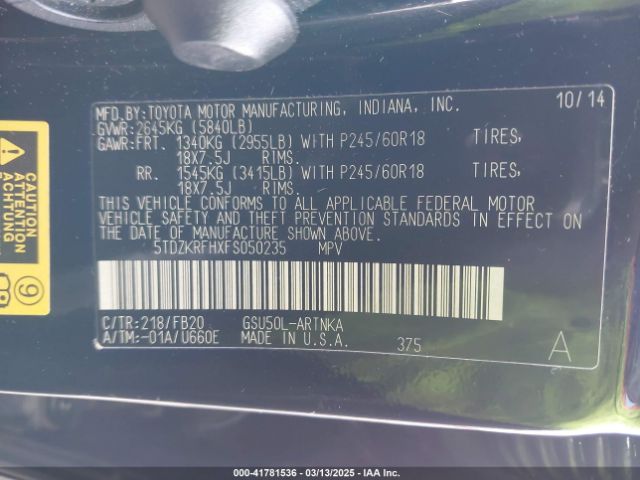 MFD.BY:TOYOTA MOTOR MANUFACTURING, INDIANA, INC. 10/14
GVWR:2645KG (5840LB)
GAWR:FRT. 1340KG (2955LB) WITH P245/60R18 TIRES,
18X7.5J RIMS.
RR. 1545KG (3415LB) WITH P245/60R18 TIRES,
18X7.5J RIMS.
THIS VEHICLE CONFORMS TO ALL APPLICABLE FEDERAL MOTOR
VEHICLE SAFETY AND THEFT PREVENTION STANDARDS IN EFFECT ON
THE DATE OF MANUFACTURE SHOWN ABOVE.
5TDZKRFHXFS050235 MPV
C/TR:218/FB20 GSU50L-ARTNKA
A/TM:-01A/U660E MADE IN U.S.A. 375 A
CAUTION
ATTENTION
9
000-41781536 - 03/13/2025 - IAA Inc.